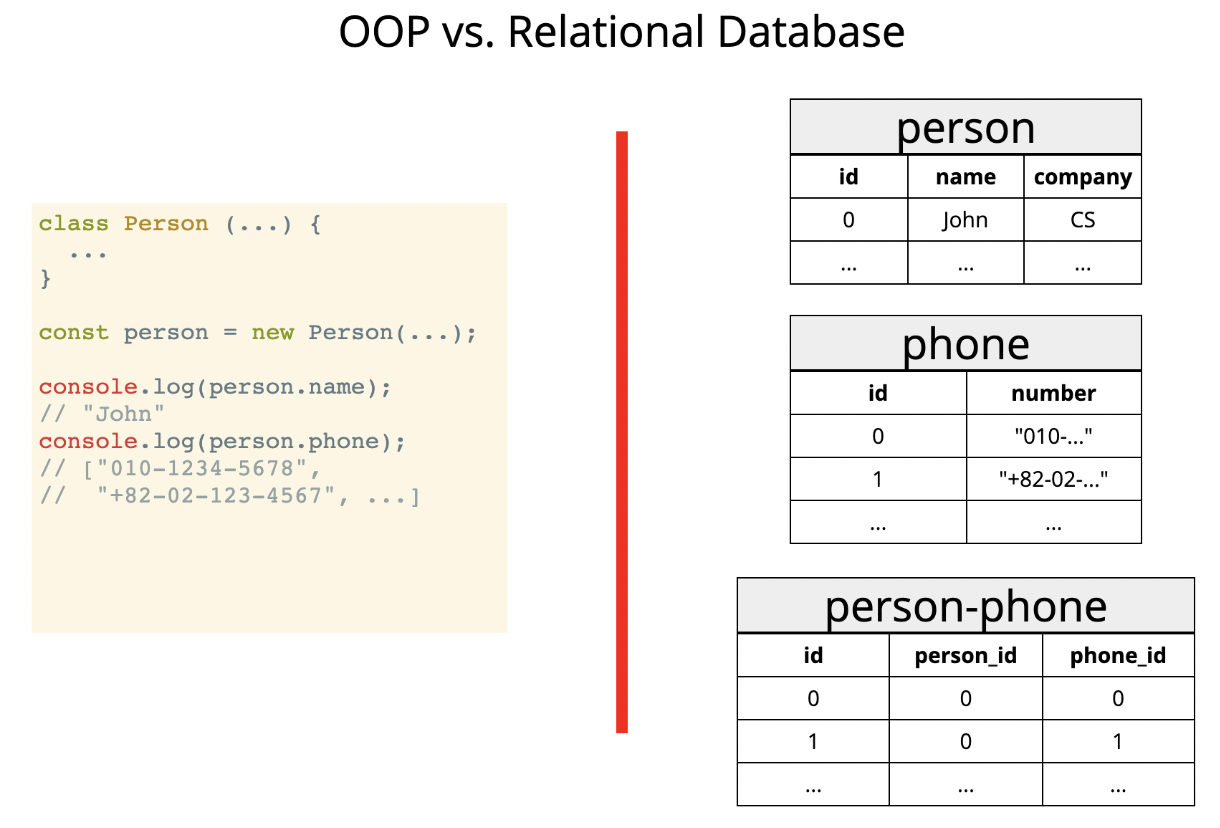 OOP vs. Relational Database
class Person (...) {
  ...
}
const person = new Person(...);
console.log(person.name);
// "John"
console.log(person.phone);
// ["010-1234-5678",
//  "+82-02-123-4567", ...]
person
id name company
0 John CS
... ... ...
phone
id number
0 "010-..."
1 "+82-02-..."
... ...
person-phone
id person_id phone_id
0 0 0
1 0 1
... ... ...